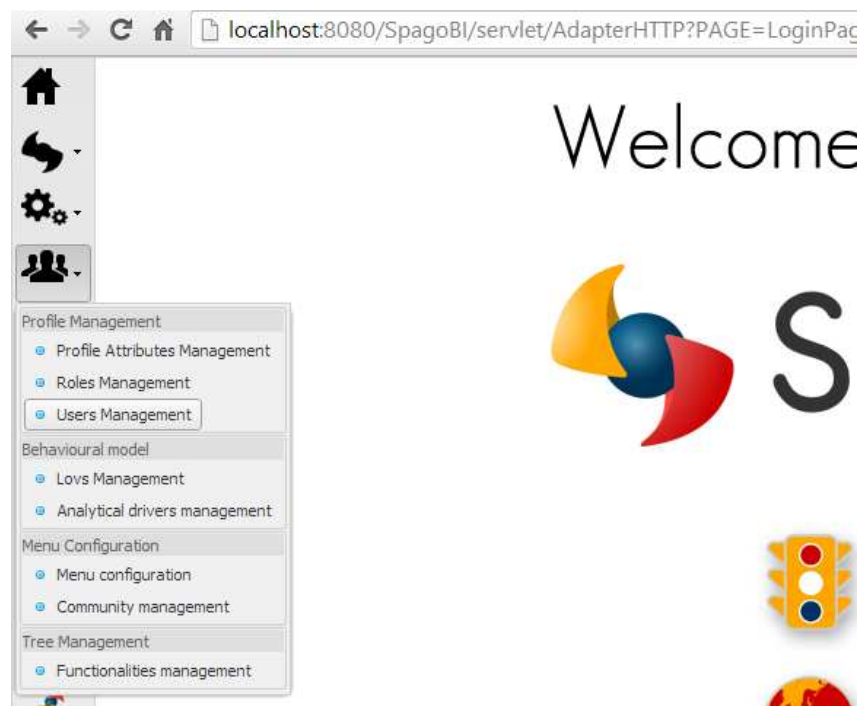 localhost:8080/SpagoBI/servlet/AdapterHTTP?PAGE=LoginPag
Welcome
S
Profile Management
Profile Attributes Management
Roles Management
Users Management
Behavioural model
Lovs Management
Analytical drivers management
Menu Configuration
Menu configuration
Community management
Tree Management
Functionalities management